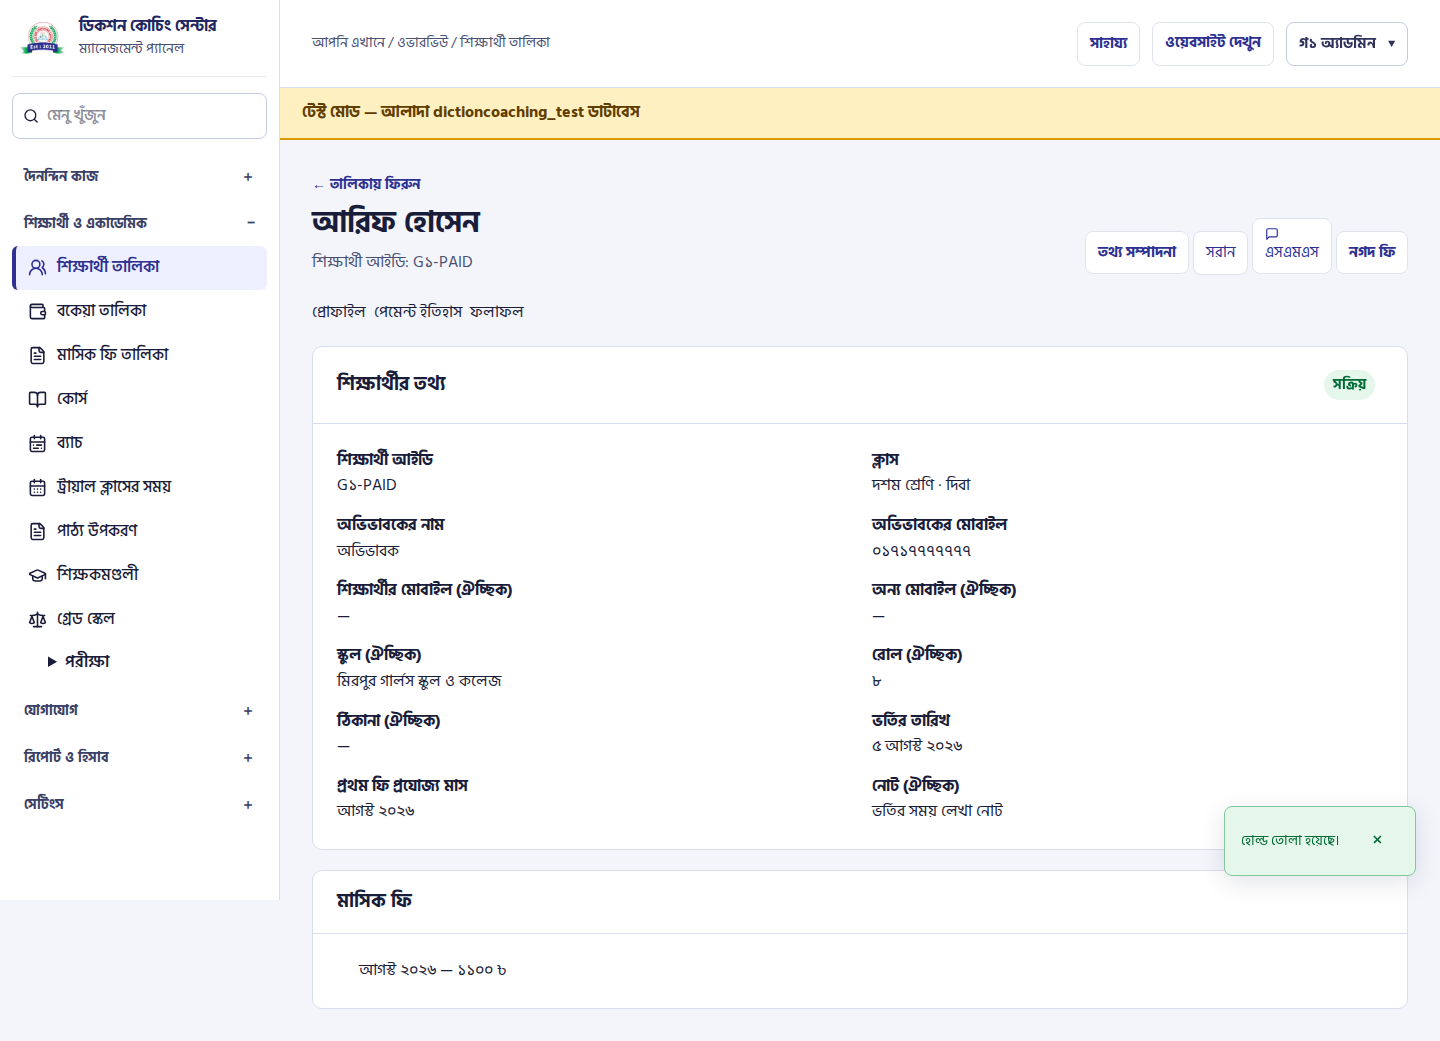 ডিকশন কোচিং সেন্টার
ম্যানেজমেন্ট প্যানেল
Est : 2011
মেনু খুঁজুন
দৈনন্দিন কাজ +
শিক্ষার্থী ও একাডেমিক −
শিক্ষার্থী তালিকা
বকেয়া তালিকা
মাসিক ফি তালিকা
কোর্স
ব্যাচ
ট্রায়াল ক্লাসের সময়
পাঠ্য উপকরণ
শিক্ষকমণ্ডলী
গ্রেড স্কেল
▶ পরীক্ষা
যোগাযোগ +
রিপোর্ট ও হিসাব +
সেটিংস +
আপনি এখানে / ওভারভিউ / শিক্ষার্থী তালিকা
সাহায্য
ওয়েবসাইট দেখুন
গ১ অ্যাডমিন ▼
টেস্ট মোড — আলাদা dictioncoaching_test ডাটাবেস
← তালিকায় ফিরুন
আরিফ হোসেন
শিক্ষার্থী আইডি: G১-PAID
তথ্য সম্পাদনা
সরান
এসএমএস
নগদ ফি
প্রোফাইল পেমেন্ট ইতিহাস ফলাফল
শিক্ষার্থীর তথ্য
সক্রিয়
শিক্ষার্থী আইডি
G১-PAID
ক্লাস
দশম শ্রেণি · দিবা
অভিভাবকের নাম
অভিভাবক
অভিভাবকের মোবাইল
০১৭১৭৭৭৭৭৭৭
শিক্ষার্থীর মোবাইল (ঐচ্ছিক)
—
অন্য মোবাইল (ঐচ্ছিক)
—
স্কুল (ঐচ্ছিক)
মিরপুর গার্লস স্কুল ও কলেজ
রোল (ঐচ্ছিক)
৮
ঠিকানা (ঐচ্ছিক)
—
ভর্তির তারিখ
৫ আগস্ট ২০২৬
প্রথম ফি প্রযোজ্য মাস
আগস্ট ২০২৬
নোট (ঐচ্ছিক)
ভর্তির সময় লেখা নোট
হোল্ড তোলা হয়েছে। ×
মাসিক ফি
আগস্ট ২০২৬ — ১১০০ ৳